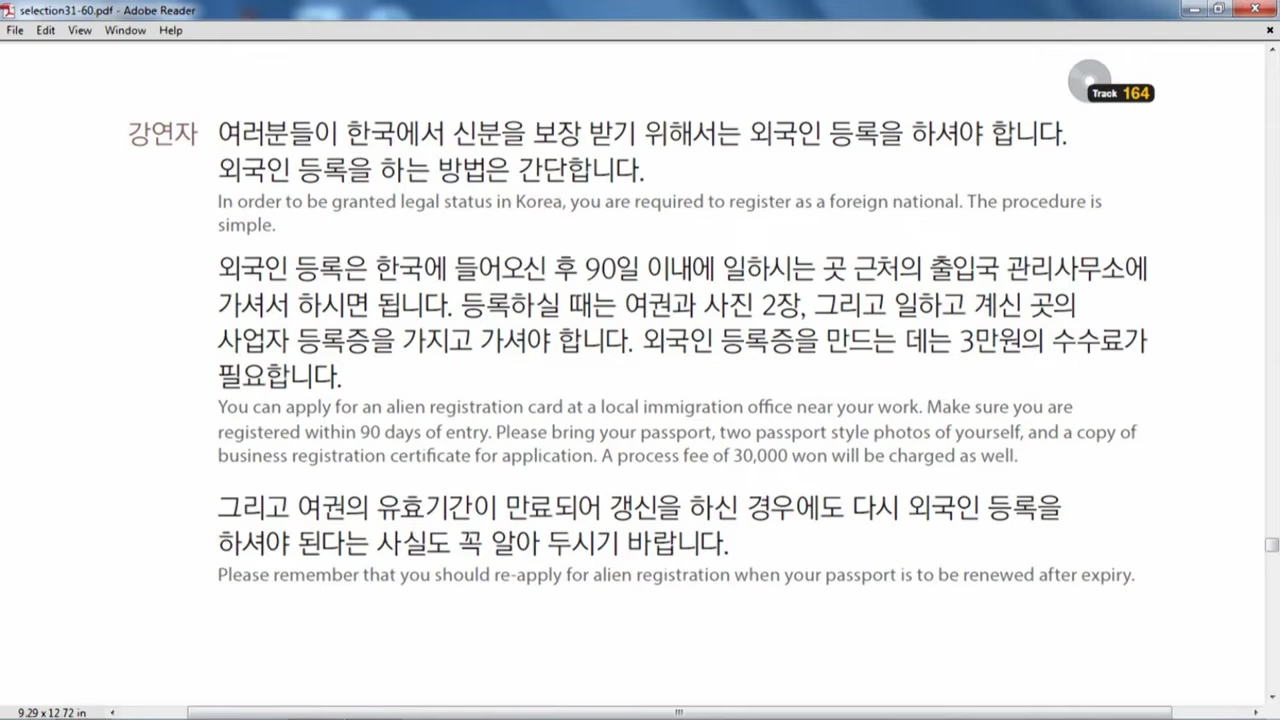 selection31-60.pdf - Adobe Reader
File Edit View Window Help
Track 164
강연자 여러분들이 한국에서 신분을 보장 받기 위해서는 외국인 등록을 하셔야 합니다.
외국인 등록을 하는 방법은 간단합니다.
In order to be granted legal status in Korea, you are required to register as a foreign national. The procedure is
simple.
외국인 등록은 한국에 들어오신 후 90일 이내에 일하시는 곳 근처의 출입국 관리사무소에
가셔서 하시면 됩니다. 등록하실 때는 여권과 사진 2장, 그리고 일하고 계신 곳의
사업자 등록증을 가지고 가셔야 합니다. 외국인 등록증을 만드는 데는 3만원의 수수료가
필요합니다.
You can apply for an alien registration card at a local immigration office near your work. Make sure you are
registered within 90 days of entry. Please bring your passport, two passport style photos of yourself, and a copy of
business registration certificate for application. A process fee of 30,000 won will be charged as well.
그리고 여권의 유효기간이 만료되어 갱신을 하신 경우에도 다시 외국인 등록을
하셔야 된다는 사실도 꼭 알아 두시기 바랍니다.
Please remember that you should re-apply for alien registration when your passport is to be renewed after expiry.
9.29 x 12.72 in